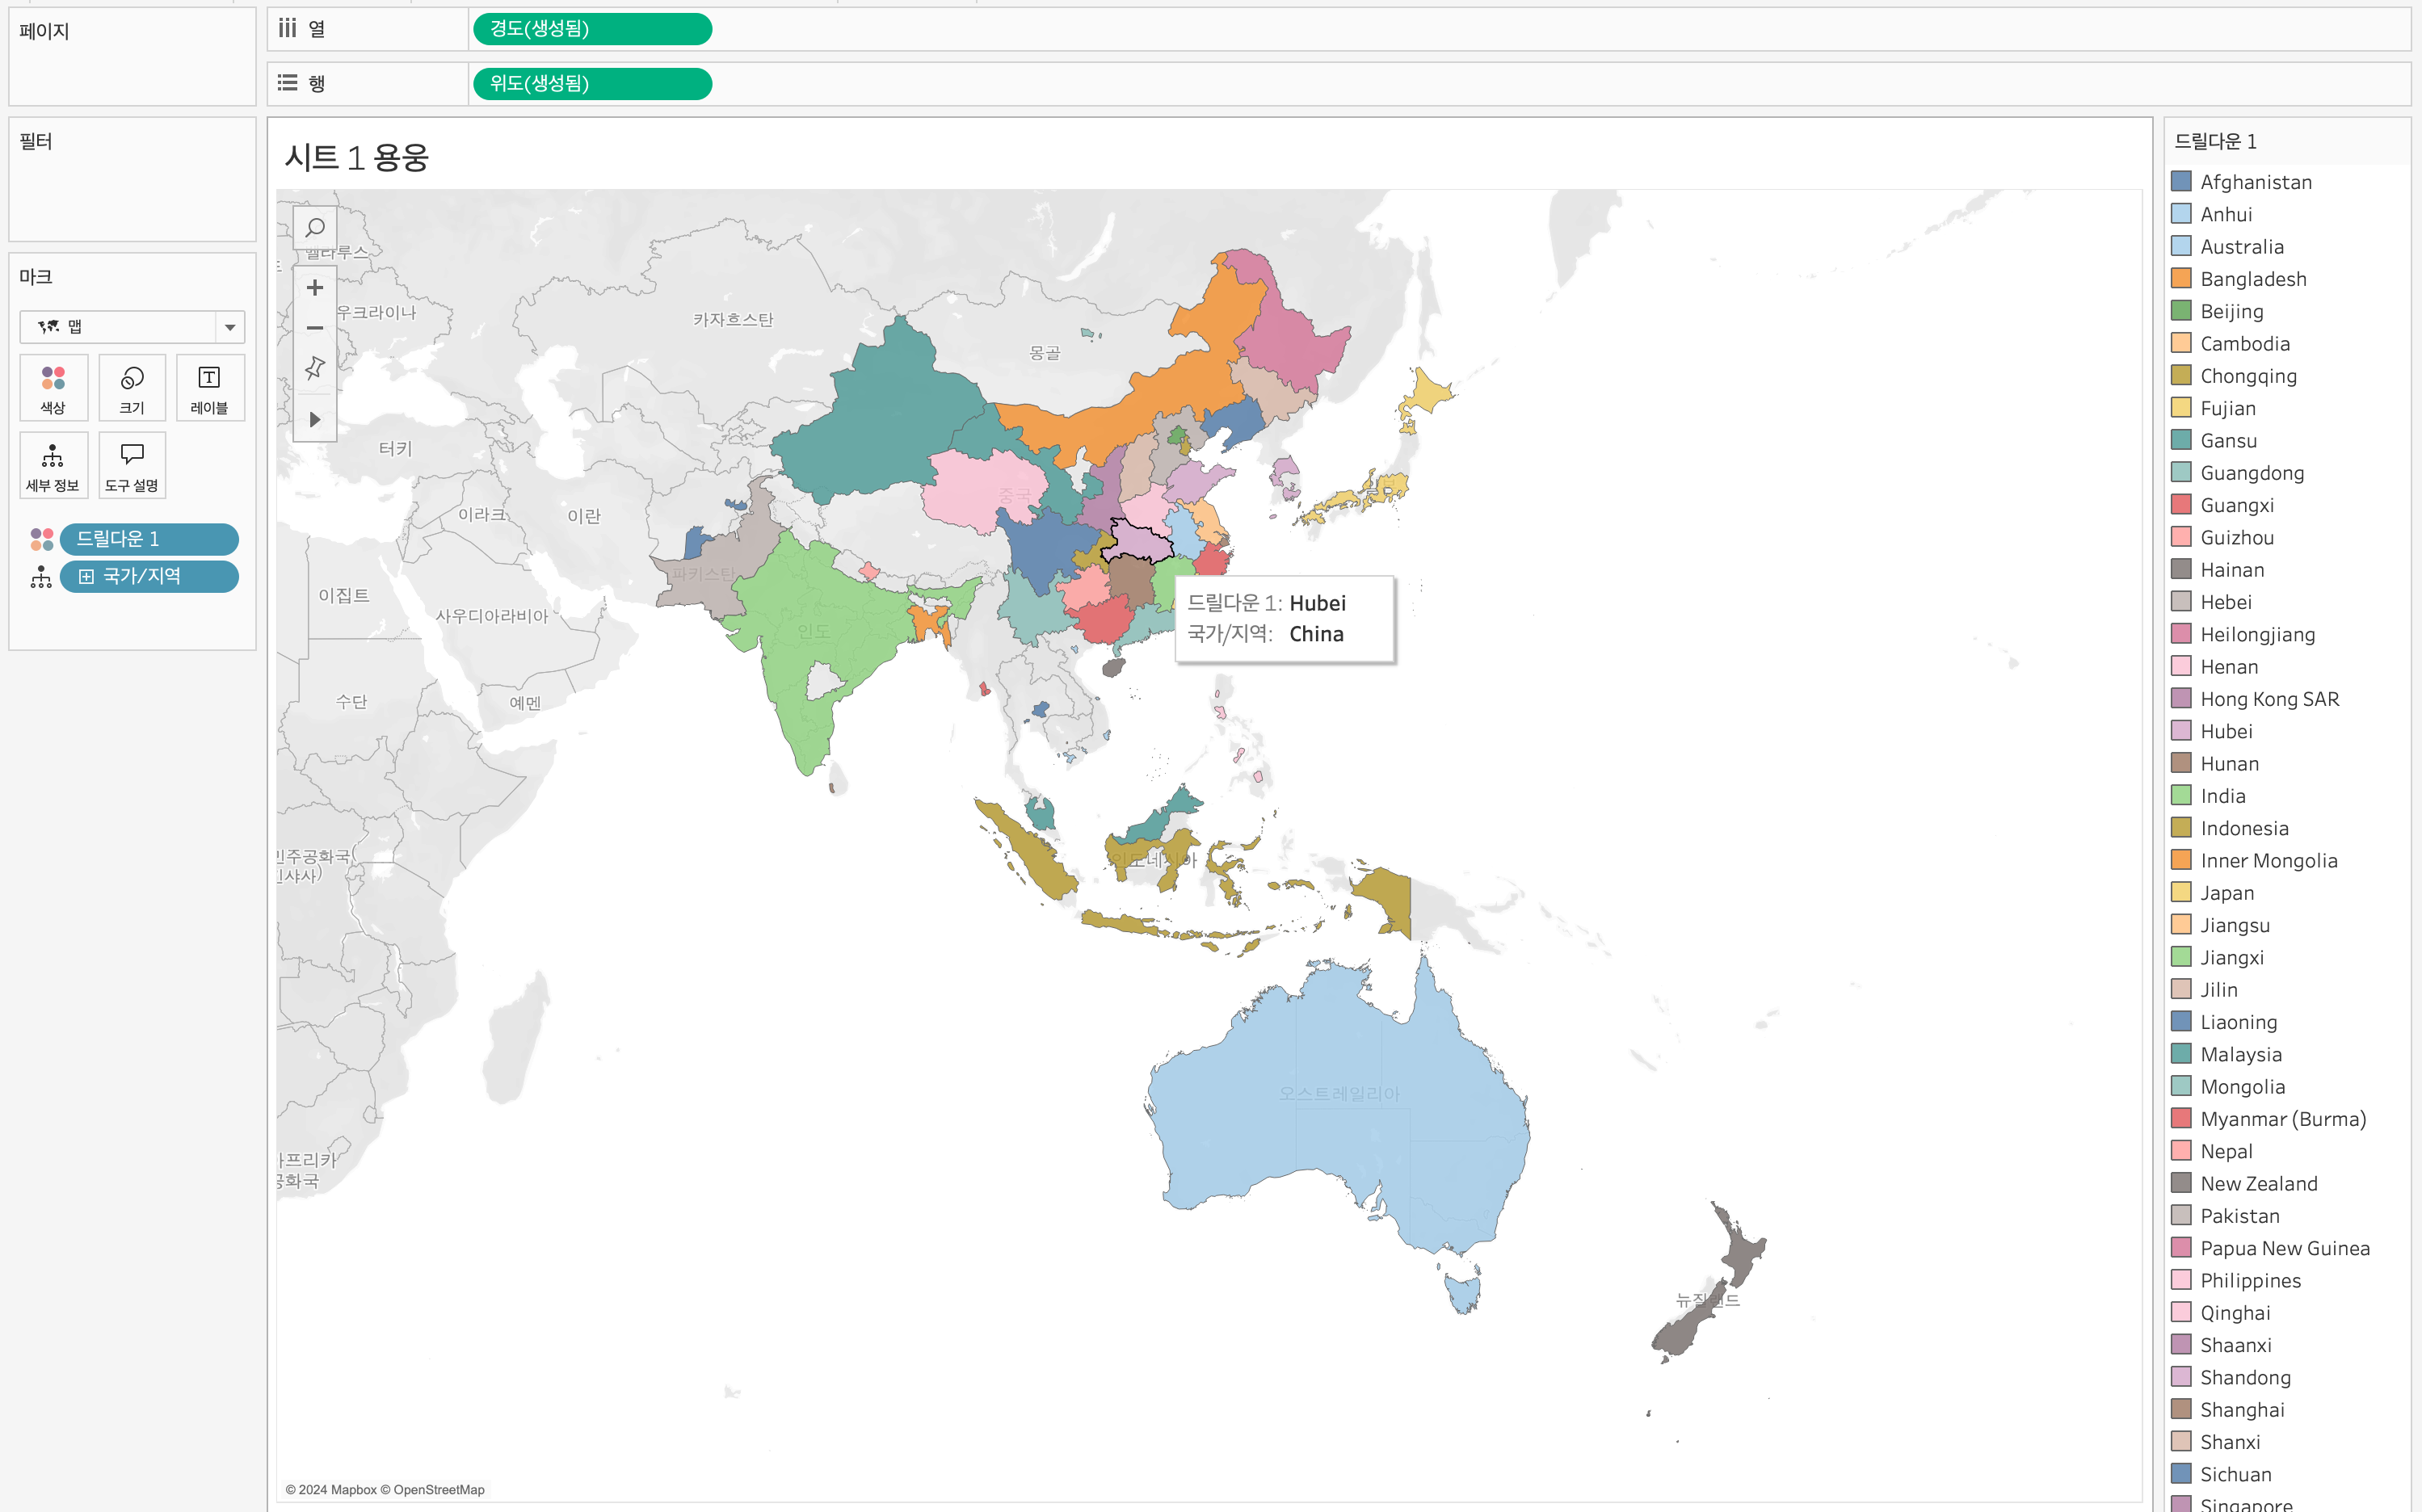 페이지
열
경도(생성됨)
행
위도(생성됨)
필터
마크
맵
색상
크기
레이블
세부 정보
도구 설명
드릴다운 1
국가/지역
시트 1 용웅
벨라루스
우크라이나
카자흐스탄
몽골
터키
중국
이라크
이란
파키스탄
이집트
사우디아라비아
인도
수단
예멘
드릴다운 1: Hubei
국가/지역: China
민주공화국
인도네시아
오스트레일리아
뉴질랜드
공화국
© 2024 Mapbox © OpenStreetMap
드릴다운 1
Afghanistan
Anhui
Australia
Bangladesh
Beijing
Cambodia
Chongqing
Fujian
Gansu
Guangdong
Guangxi
Guizhou
Hainan
Hebei
Heilongjiang
Henan
Hong Kong SAR
Hubei
Hunan
India
Indonesia
Inner Mongolia
Japan
Jiangsu
Jiangxi
Jilin
Liaoning
Malaysia
Mongolia
Myanmar (Burma)
Nepal
New Zealand
Pakistan
Papua New Guinea
Philippines
Qinghai
Shaanxi
Shandong
Shanghai
Shanxi
Sichuan
Singapore